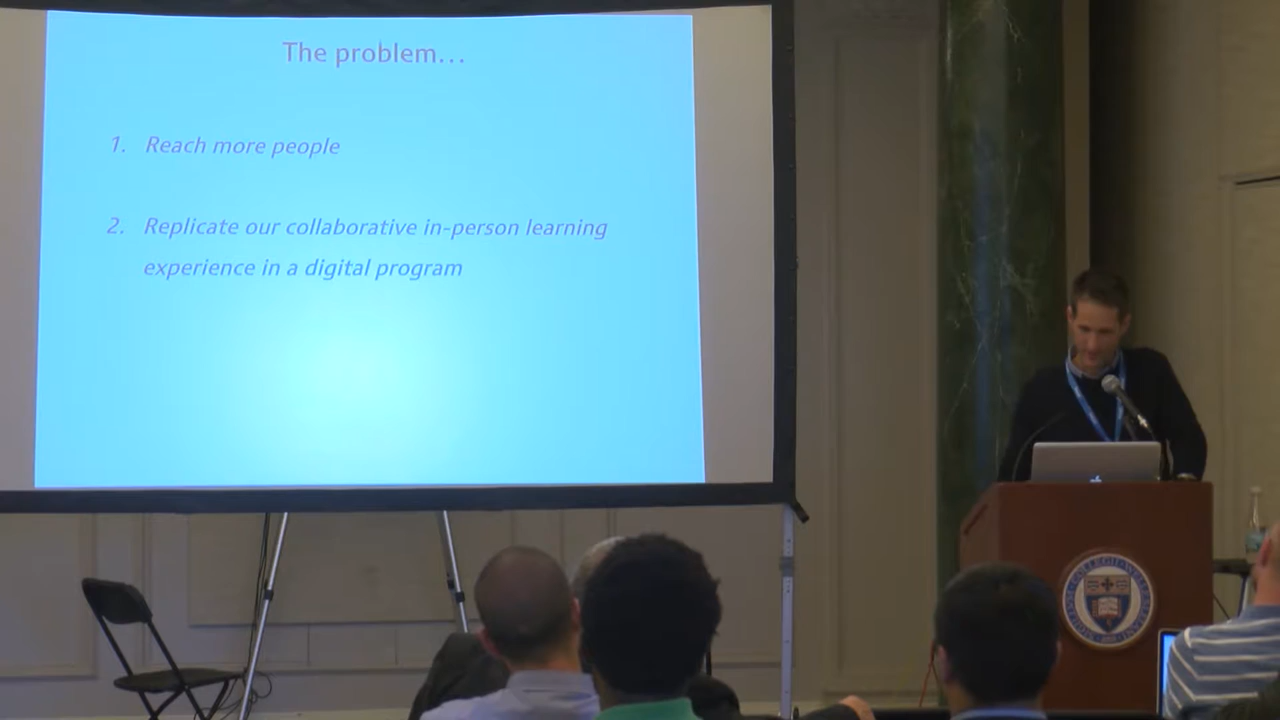 The problem...
1. Reach more people
2. Replicate our collaborative in-person learning
experience in a digital program